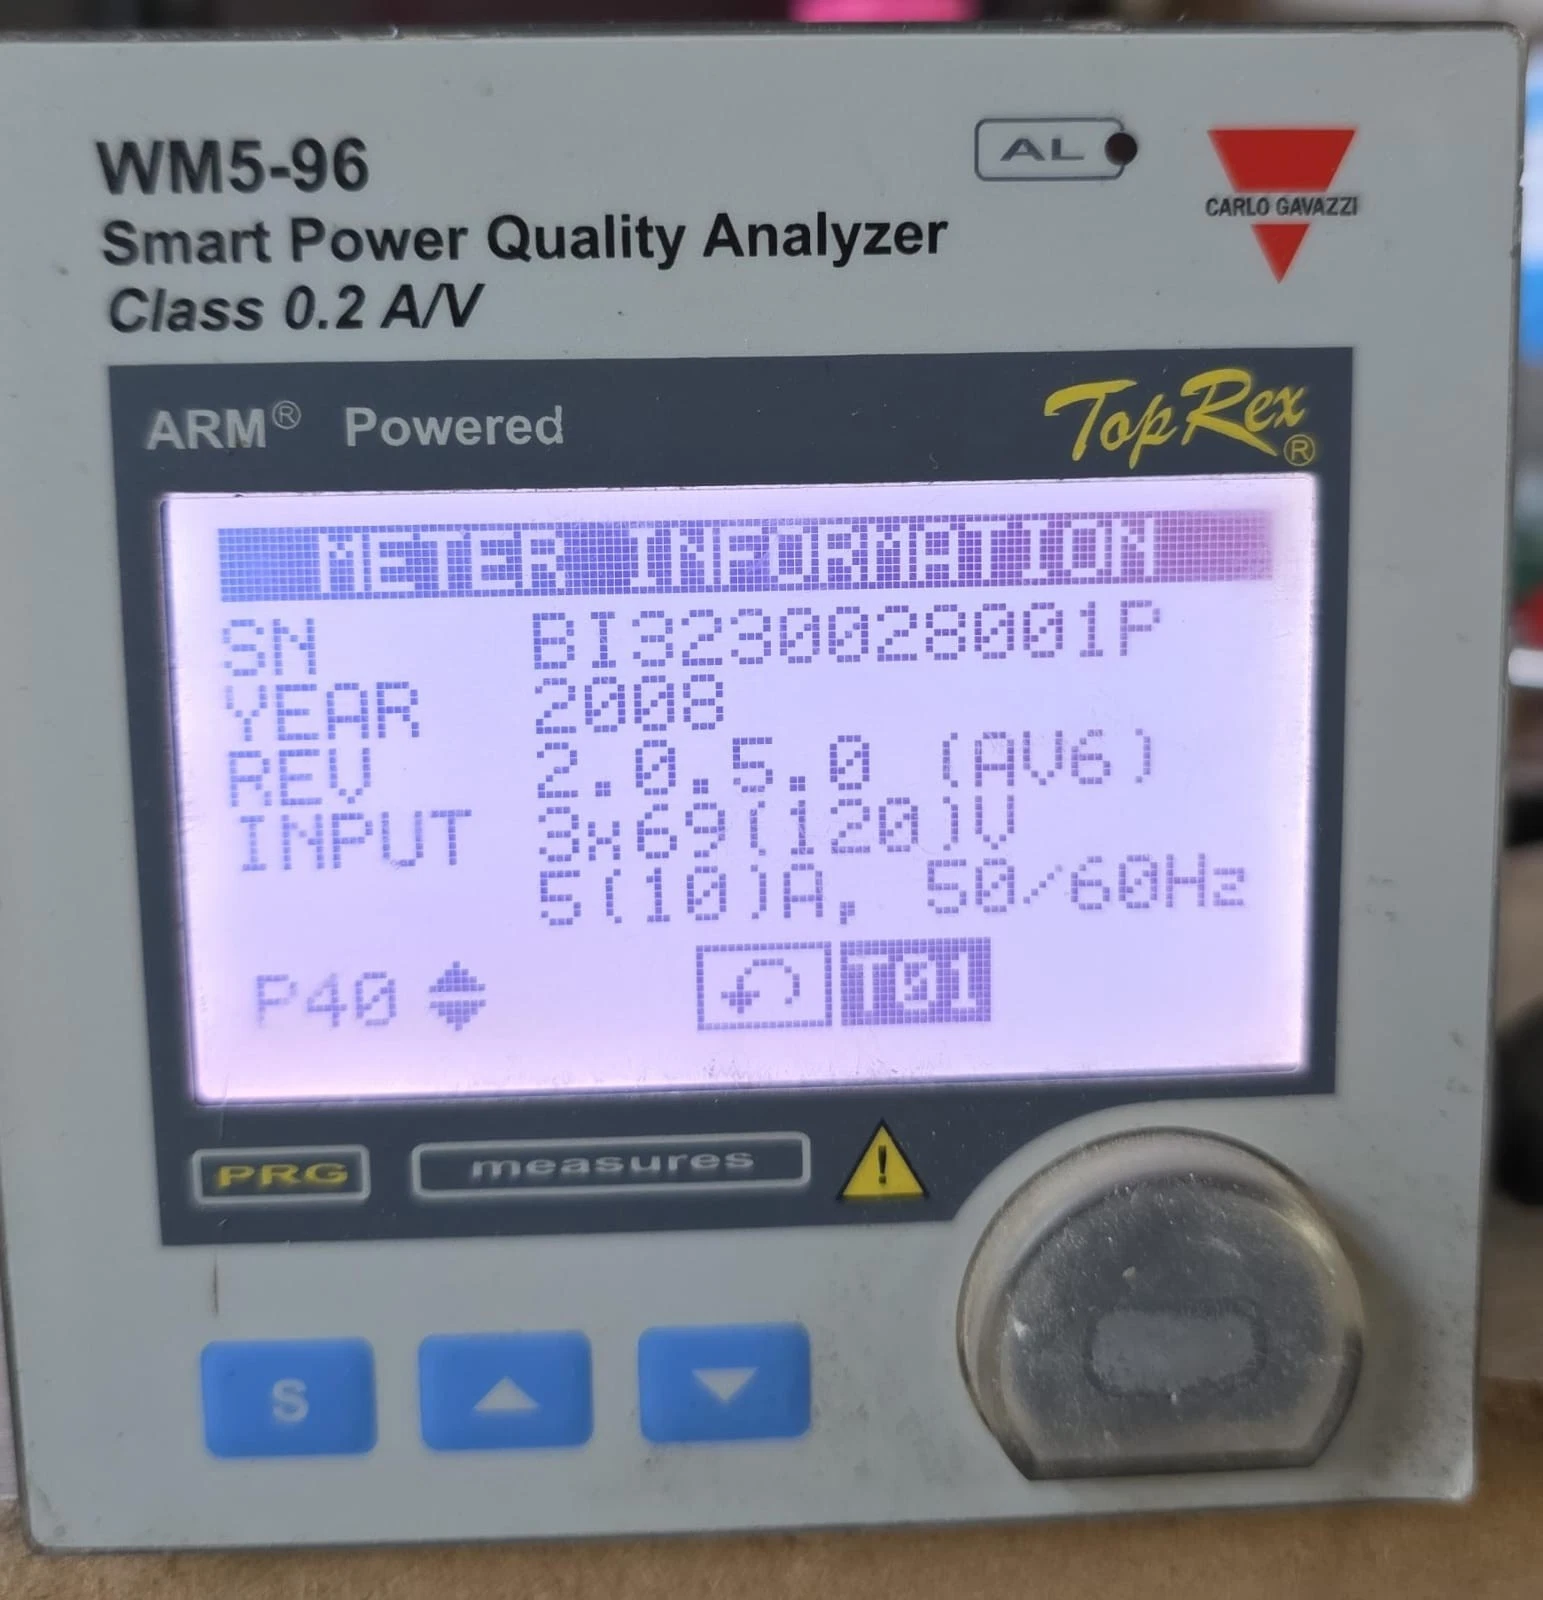 WM5-96
Smart Power Quality Analyzer
Class 0.2 A/V
AL
CARLO GAVAZZI
ARM® Powered
TopRex®
METER INFORMATION
SN BI3230028001P
YEAR 2008
REV 2.0.5.0 (AV6)
INPUT 3x69(120)V
5(10)A, 50/60Hz
P40
T01
PRG
measures
!
S